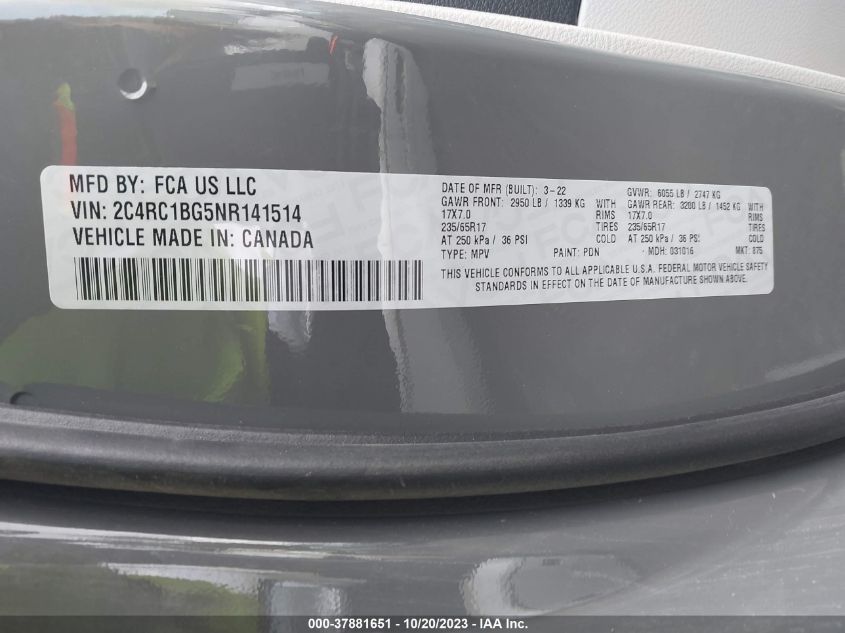 MFD BY: FCA US LLC
VIN: 2C4RC1BG5NR141514
VEHICLE MADE IN: CANADA
DATE OF MFR (BUILT): 3-22 GVWR: 6055 LB / 2747 KG
GAWR FRONT: 2950 LB / 1339 KG WITH GAWR REAR: 3200 LB / 1452 KG WITH
17X7.0 RIMS 17X7.0 RIMS
235/65R17 TIRES 235/65R17 TIRES
AT 250 kPa / 36 PSI COLD AT 250 kPa / 36 PSI COLD
TYPE: MPV PAINT: PDN MDH: 031016 MKT: 875
THIS VEHICLE CONFORMS TO ALL APPLICABLE U.S.A. FEDERAL MOTOR VEHICLE SAFETY
STANDARDS IN EFFECT ON THE DATE OF MANUFACTURE SHOWN ABOVE.
000-37881651 - 10/20/2023 - IAA Inc.